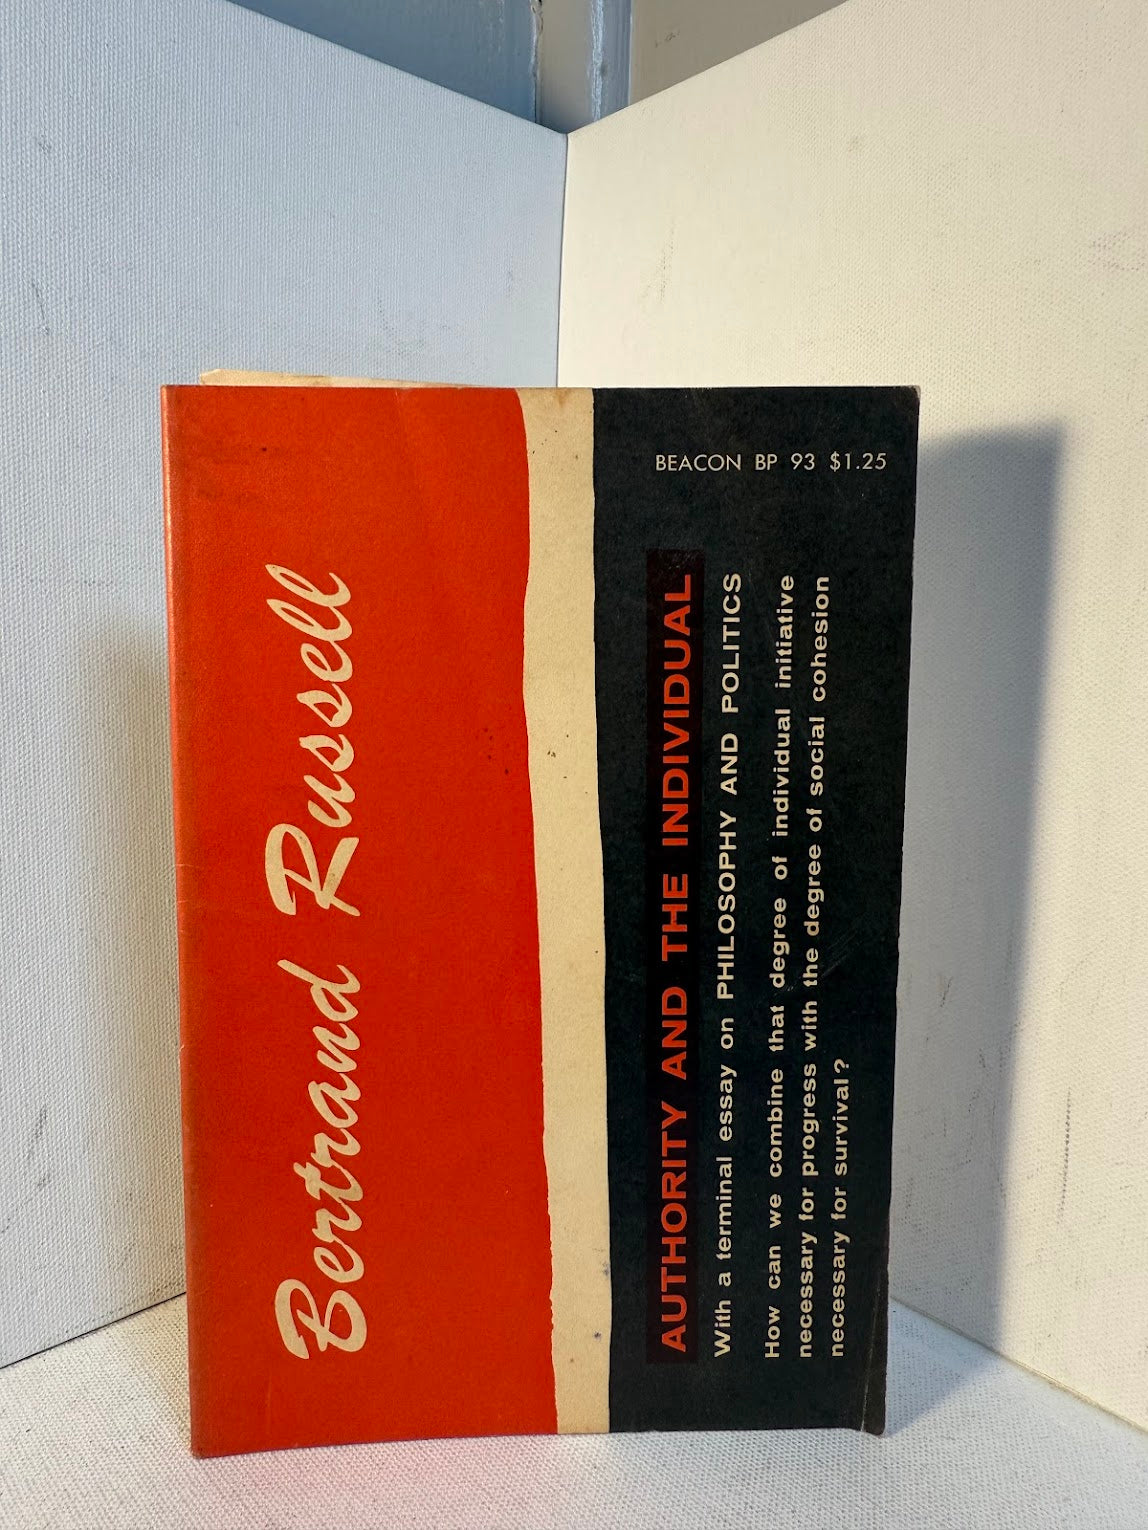 BEACON BP 93 $1.25
Bertrand Russell
AUTHORITY AND THE INDIVIDUAL
With a terminal essay on PHILOSOPHY AND POLITICS
How can we combine that degree of individual initiative
necessary for progress with the degree of social cohesion
necessary for survival?